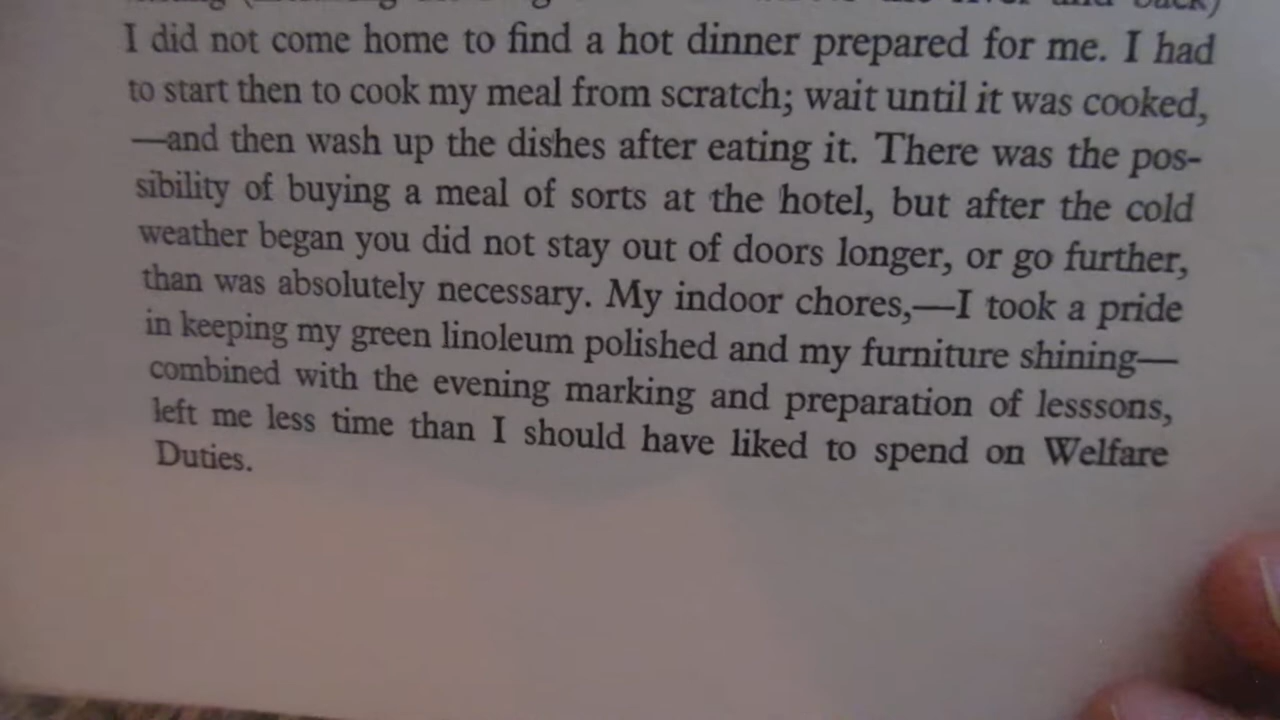 river and back)
I did not come home to find a hot dinner prepared for me. I had
to start then to cook my meal from scratch; wait until it was cooked,
—and then wash up the dishes after eating it. There was the pos-
sibility of buying a meal of sorts at the hotel, but after the cold
weather began you did not stay out of doors longer, or go further,
than was absolutely necessary. My indoor chores,—I took a pride
in keeping my green linoleum polished and my furniture shining—
combined with the evening marking and preparation of lesssons,
left me less time than I should have liked to spend on Welfare
Duties.